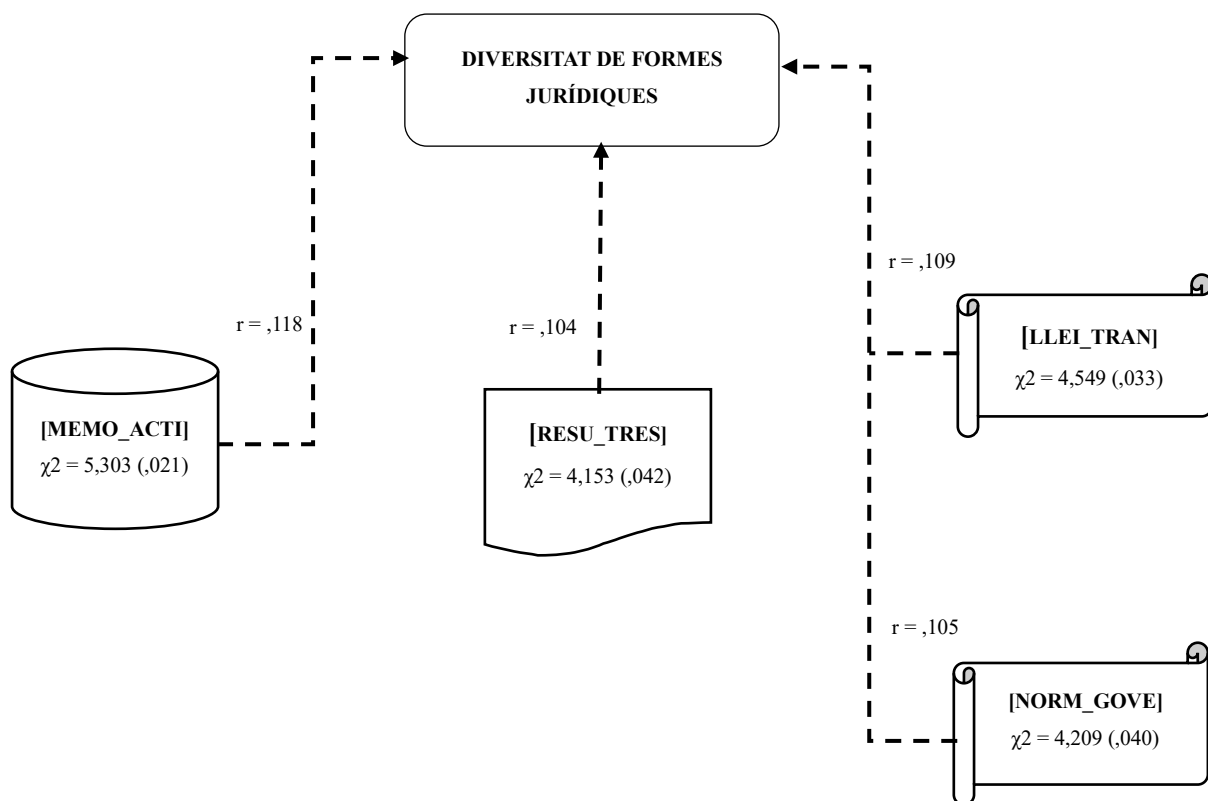 DIVERSITAT DE FORMES
JURÍDIQUES
r = ,109
r = ,118
r = ,104
[LLEI_TRAN]
χ2 = 4,549 (,033)
[MEMO_ACTI]
χ2 = 5,303 (,021)
[RESU_TRES]
χ2 = 4,153 (,042)
r = ,105
[NORM_GOVE]
χ2 = 4,209 (,040)